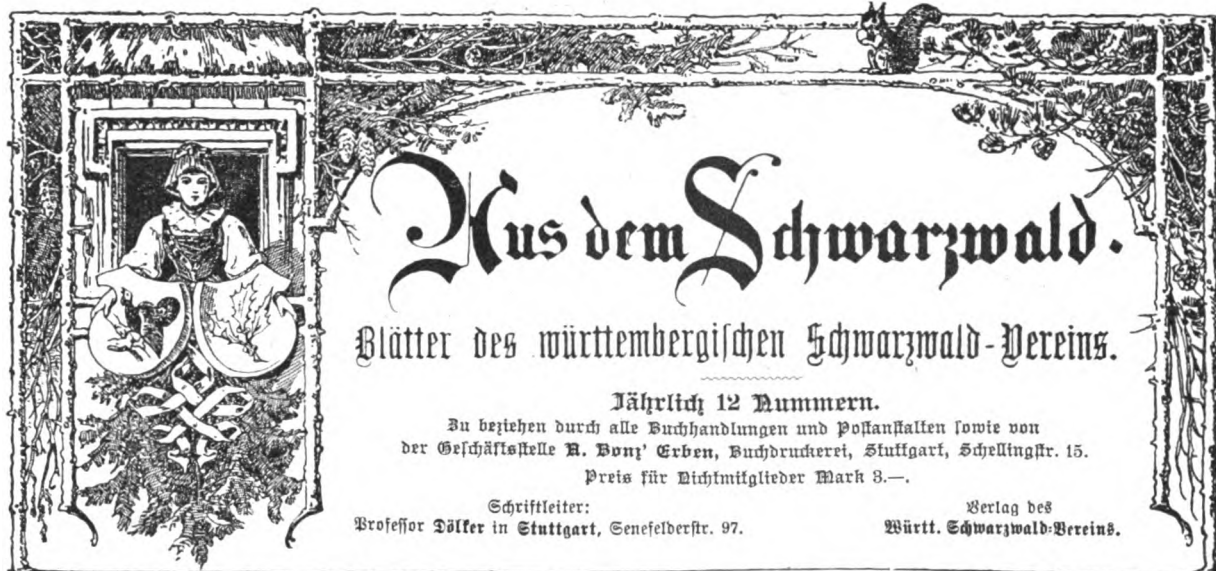 Aus dem Schwarzwald.
Blätter des württembergischen Schwarzwald-Vereins.
Jährlich 12 Nummern.
Zu beziehen durch alle Buchhandlungen und Postanstalten sowie von
der Geschäftsstelle A. Bonz' Erben, Buchdruckerei, Stuttgart, Schellingstr. 15.
Preis für Nichtmitglieder Mark 3.—.
Schriftleiter:
Professor Dölker in Stuttgart, Senefelderstr. 97.
Verlag des
Württ. Schwarzwald-Vereins.